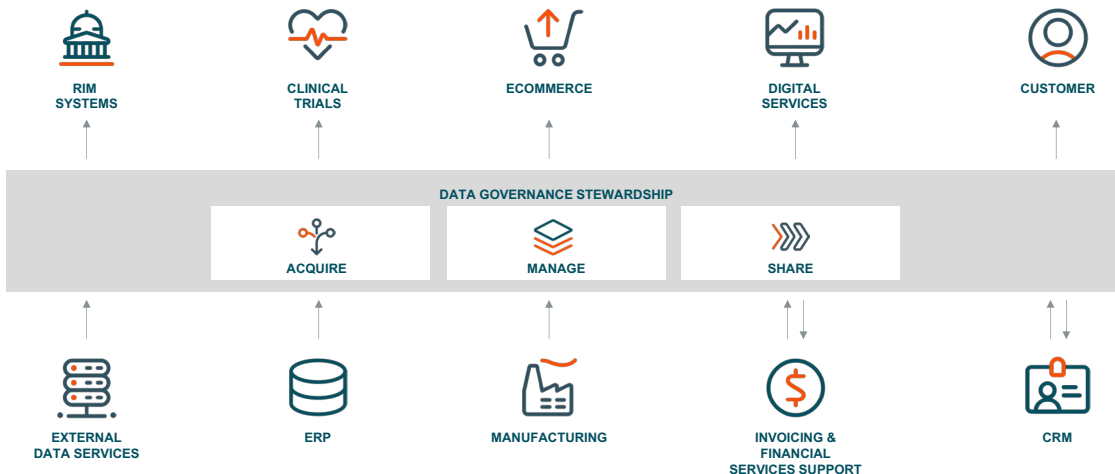 RIM
SYSTEMS
CLINICAL
TRIALS
ECOMMERCE
DIGITAL
SERVICES
CUSTOMER
DATA GOVERNANCE STEWARDSHIP
ACQUIRE
MANAGE
SHARE
EXTERNAL
DATA SERVICES
ERP
MANUFACTURING
INVOICING &
FINANCIAL
SERVICES SUPPORT
CRM